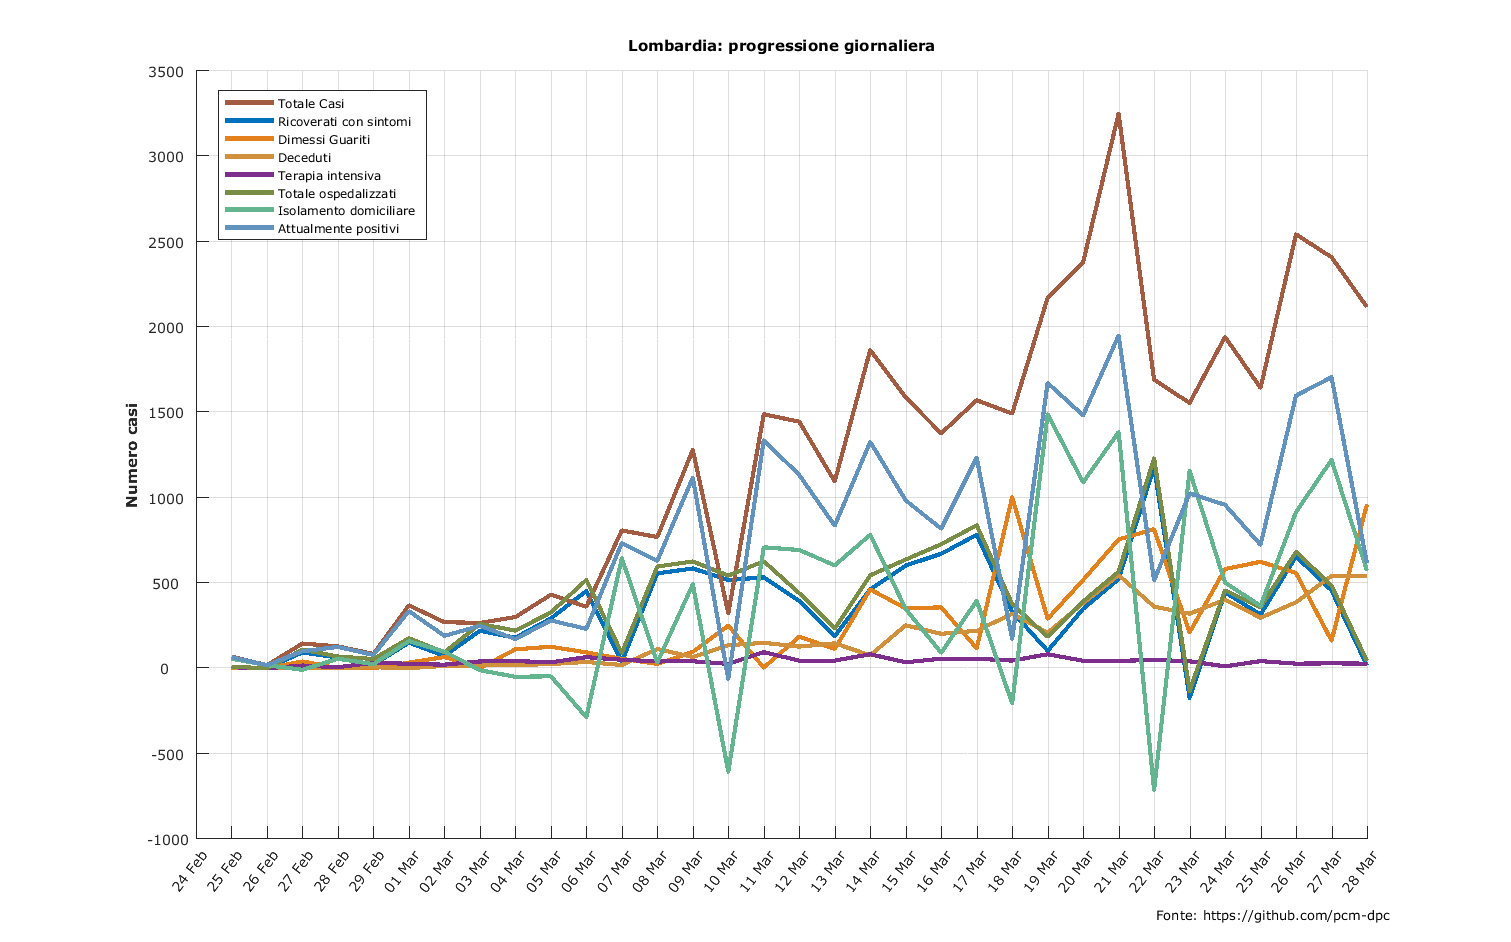 Lombardia: progressione giornaliera
3500
3000
2500
2000
1500
1000
500
0
-500
-1000
Numero casi
Totale Casi
Ricoverati con sintomi
Dimessi Guariti
Deceduti
Terapia intensiva
Totale ospedalizzati
Isolamento domiciliare
Attualmente positivi
24 Feb
25 Feb
26 Feb
27 Feb
28 Feb
29 Feb
01 Mar
02 Mar
03 Mar
04 Mar
05 Mar
06 Mar
07 Mar
08 Mar
09 Mar
10 Mar
11 Mar
12 Mar
13 Mar
14 Mar
15 Mar
16 Mar
17 Mar
18 Mar
19 Mar
20 Mar
21 Mar
22 Mar
23 Mar
24 Mar
25 Mar
26 Mar
27 Mar
28 Mar
Fonte: https://github.com/pcm-dpc